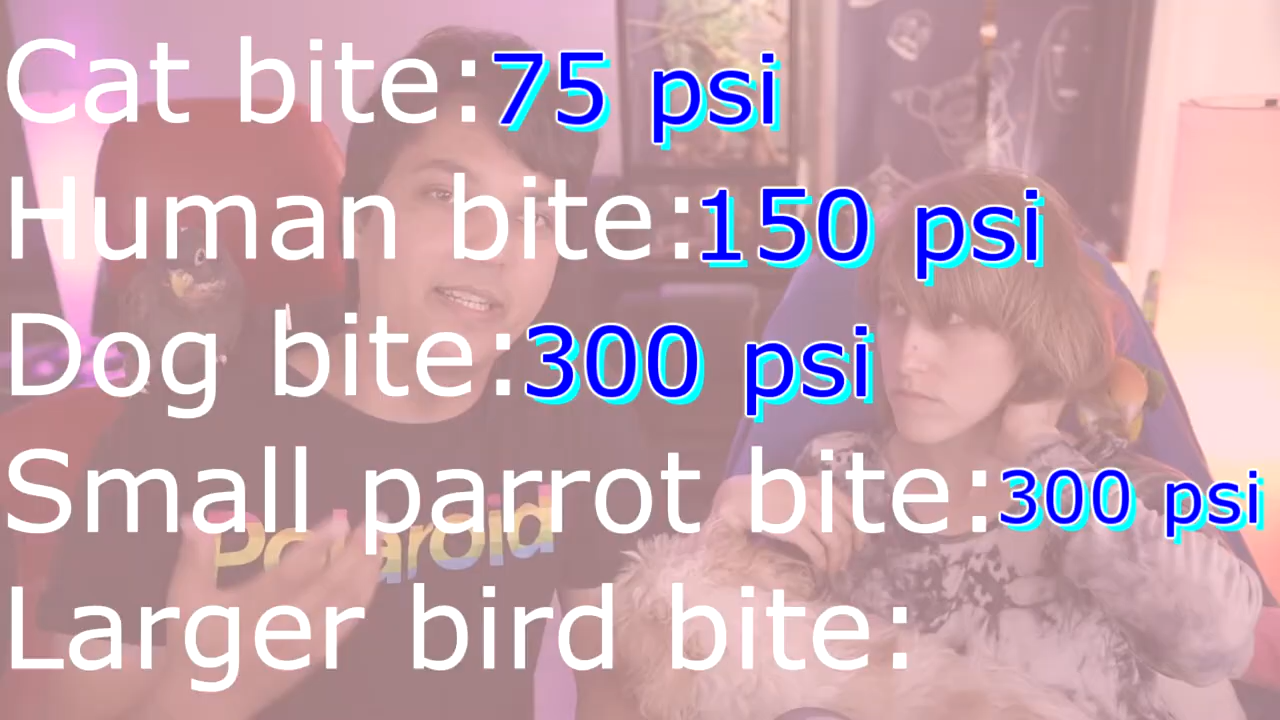 Cat bite: 75 psi
Human bite: 150 psi
Dog bite: 300 psi
Small parrot bite: 300 psi
Polaroid
Larger bird bite: